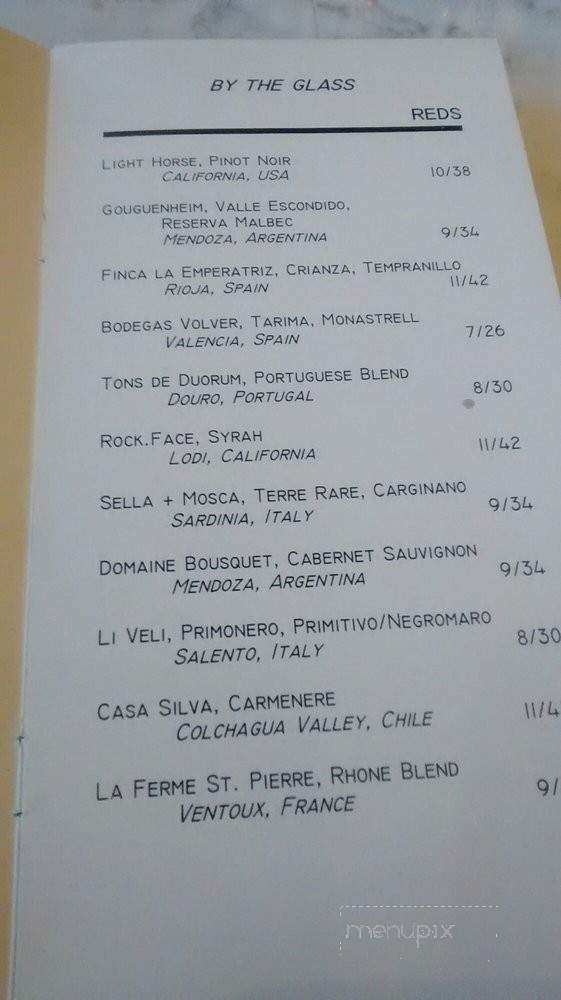 BY THE GLASS
REDS
LIGHT HORSE, PINOT NOIR
CALIFORNIA, USA 10/38
GOUGUENHEIM, VALLE ESCONDIDO,
RESERVA MALBEC
MENDOZA, ARGENTINA 9/34
FINCA LA EMPERATRIZ, CRIANZA, TEMPRANILLO
RIOJA, SPAIN 11/42
BODEGAS VOLVER, TARIMA, MONASTRELL
VALENCIA, SPAIN 7/26
TONS DE DUORUM, PORTUGUESE BLEND
DOURO, PORTUGAL 8/30
ROCK.FACE, SYRAH
LODI, CALIFORNIA 11/42
SELLA + MOSCA, TERRE RARE, CARGINANO
SARDINIA, ITALY 9/34
DOMAINE BOUSQUET, CABERNET SAUVIGNON
MENDOZA, ARGENTINA 9/34
LI VELI, PRIMONERO, PRIMITIVO/NEGROMARO
SALENTO, ITALY 8/30
CASA SILVA, CARMENERE
COLCHAGUA VALLEY, CHILE 11/4
LA FERME ST. PIERRE, RHONE BLEND
VENTOUX, FRANCE 9/
menupix